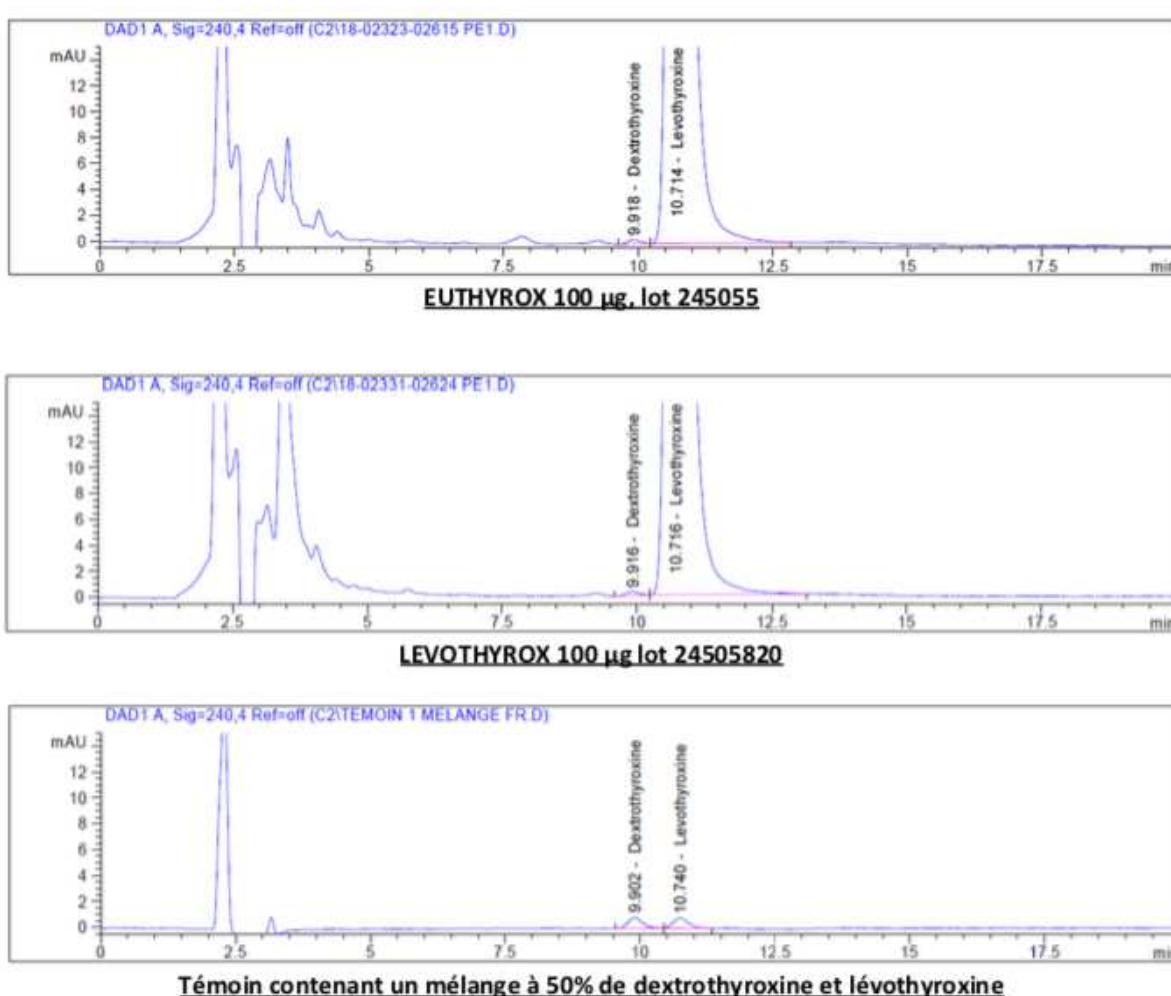 DAD1 A, Sig=240,4 Ref=off (C2\18-02323-02615 PE1.D)
mAU
12
10
8
6
4
2
0
9.918 - Dextrothyroxine
10.714 - Levothyroxine
0 2.5 5 7.5 10 12.5 15 17.5 min
EUTHYROX 100 µg, lot 245055
DAD1 A, Sig=240,4 Ref=off (C2\18-02331-02624 PE1.D)
mAU
12
10
8
6
4
2
0
9.916 - Dextrothyroxine
10.716 - Levothyroxine
0 2.5 5 7.5 10 12.5 15 17.5 min
LEVOTHYROX 100 µg lot 24505820
DAD1 A, Sig=240,4 Ref=off (C2\TEMOIN 1 MELANGE FR.D)
mAU
12
10
8
6
4
2
0
9.902 - Dextrothyroxine
10.740 - Levothyroxine
0 2.5 5 7.5 10 12.5 15 17.5 min
Témoin contenant un mélange à 50% de dextrothyroxine et lévothyroxine